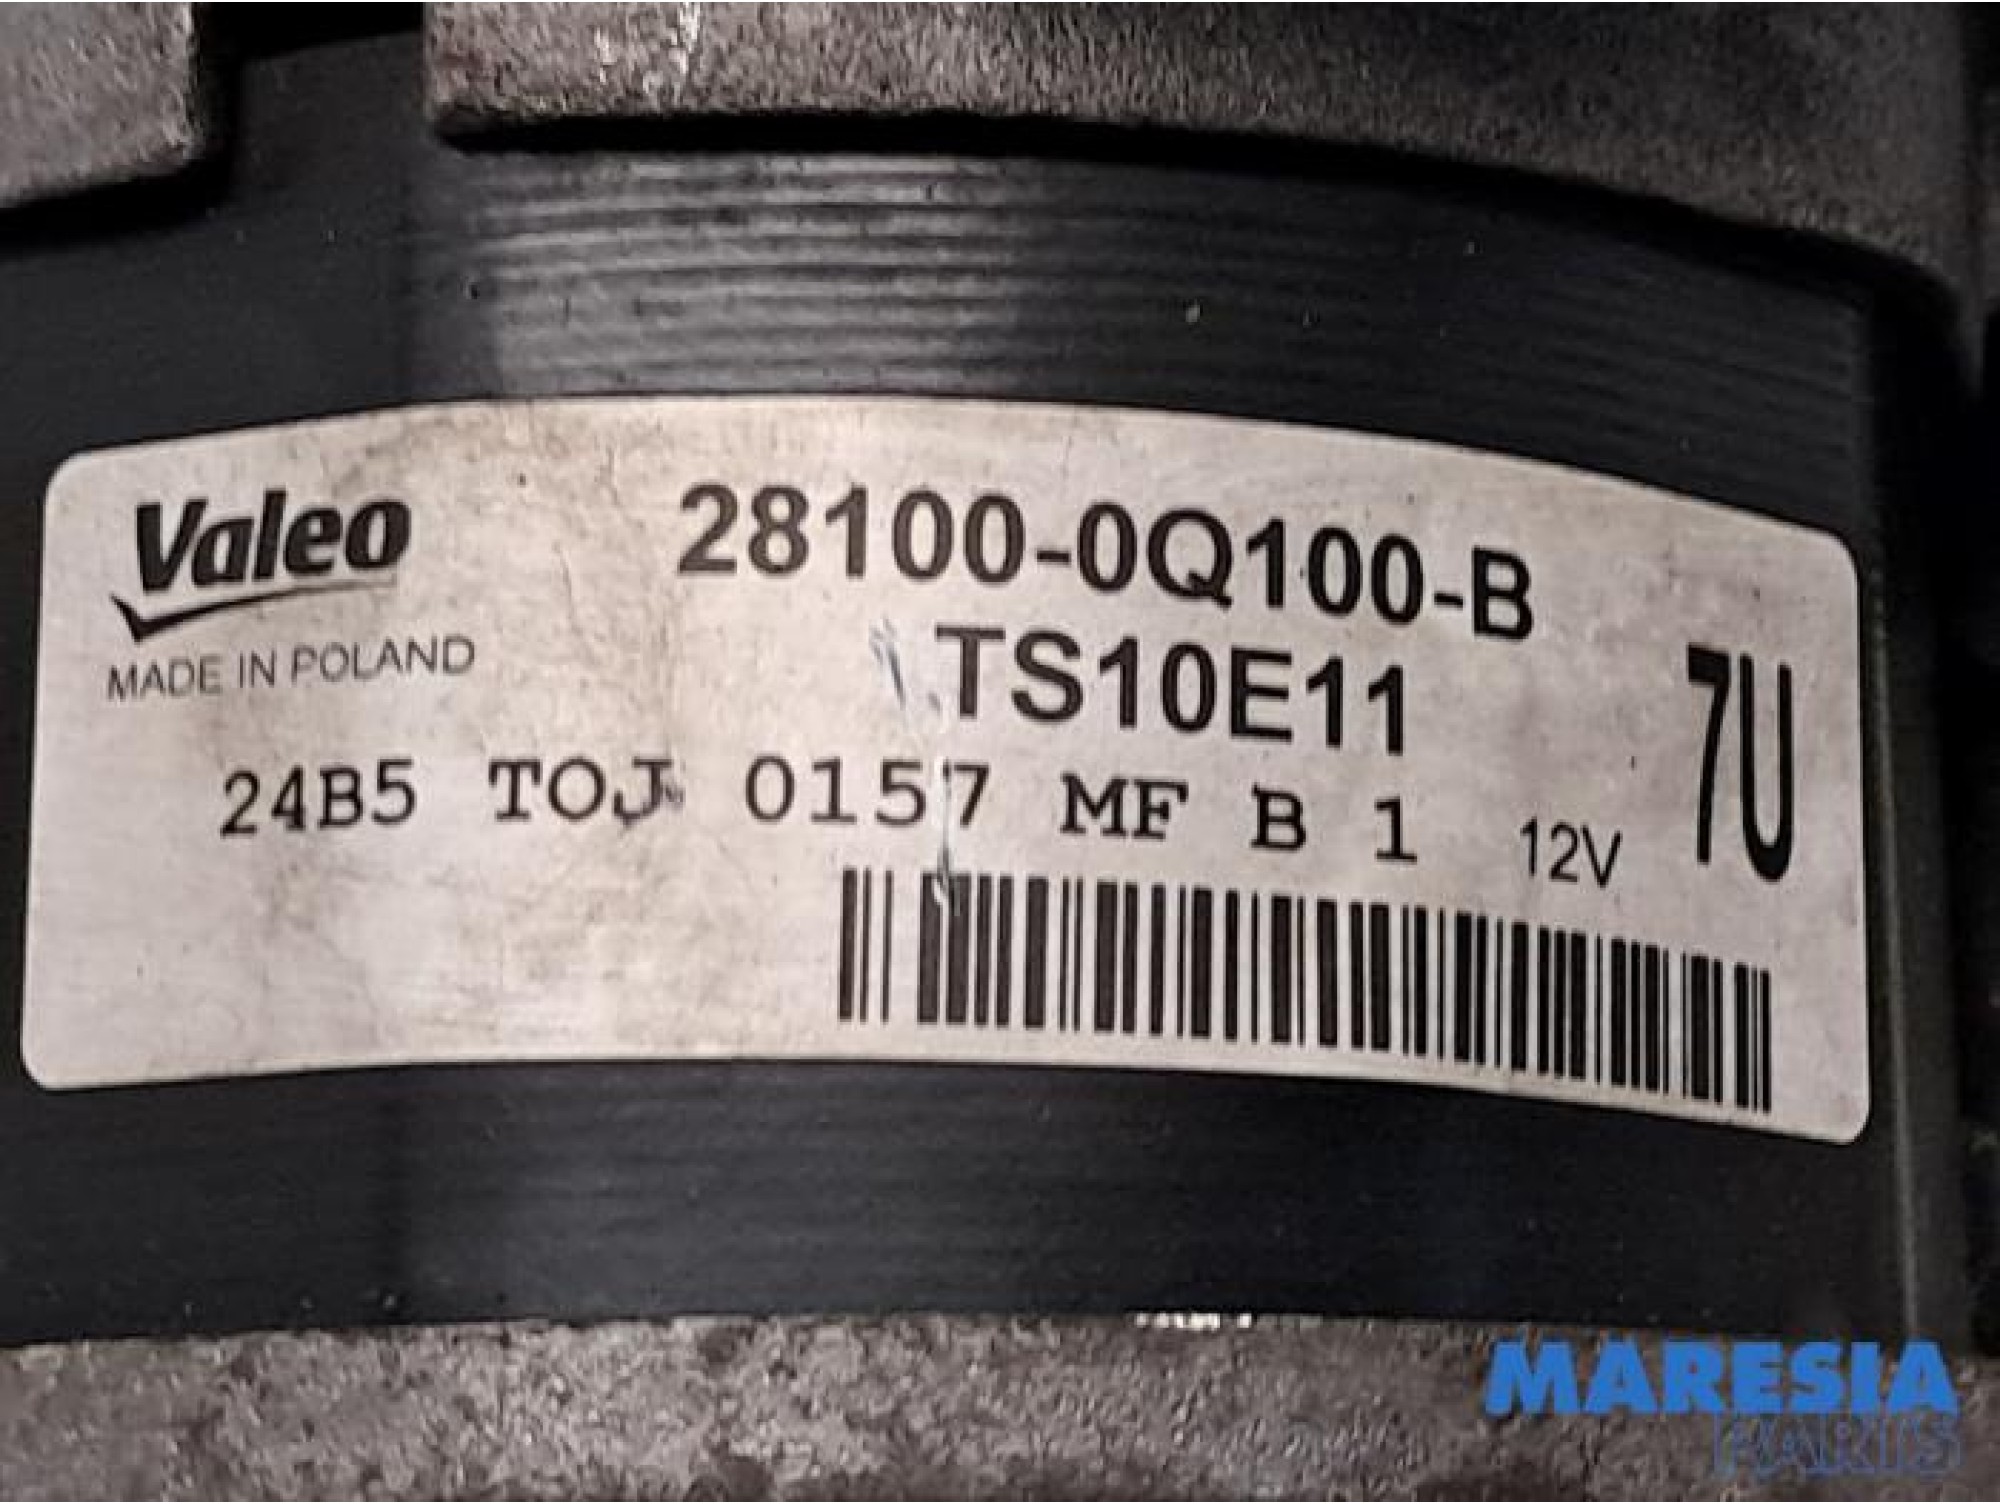 Valeo
MADE IN POLAND
28100-0Q100-B
TS10E11
7U
24B5 TOJ 0157 MF B 1 12V
MARESIA
PARTS